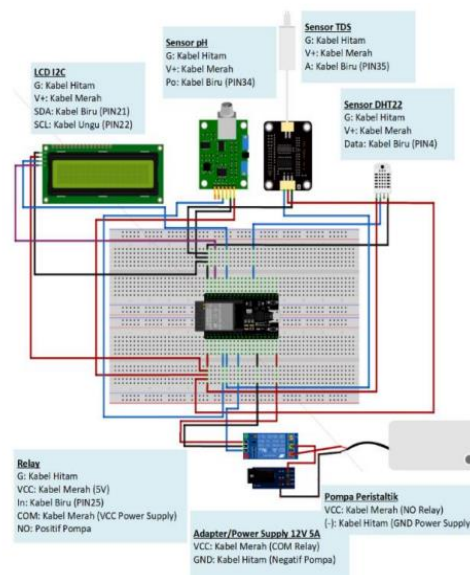 Sensor TDS
G: Kabel Hitam
V+: Kabel Merah
A: Kabel Biru (PIN35)
Sensor pH
G: Kabel Hitam
V+: Kabel Merah
Po: Kabel Biru (PIN34)
LCD I2C
G: Kabel Hitam
V+: Kabel Merah
SDA: Kabel Biru (PIN21)
SCL: Kabel Ungu (PIN22)
Sensor DHT22
G: Kabel Hitam
V+: Kabel Merah
Data: Kabel Biru (PIN4)
Relay
G: Kabel Hitam
VCC: Kabel Merah (5V)
In: Kabel Biru (PIN25)
COM: Kabel Merah (VCC Power Supply)
NO: Positif Pompa
Adapter/Power Supply 12V 5A
VCC: Kabel Merah (COM Relay)
GND: Kabel Hitam (Negatif Pompa)
Pompa Peristaltik
VCC: Kabel Merah (NO Relay)
(-): Kabel Hitam (GND Power Supply)